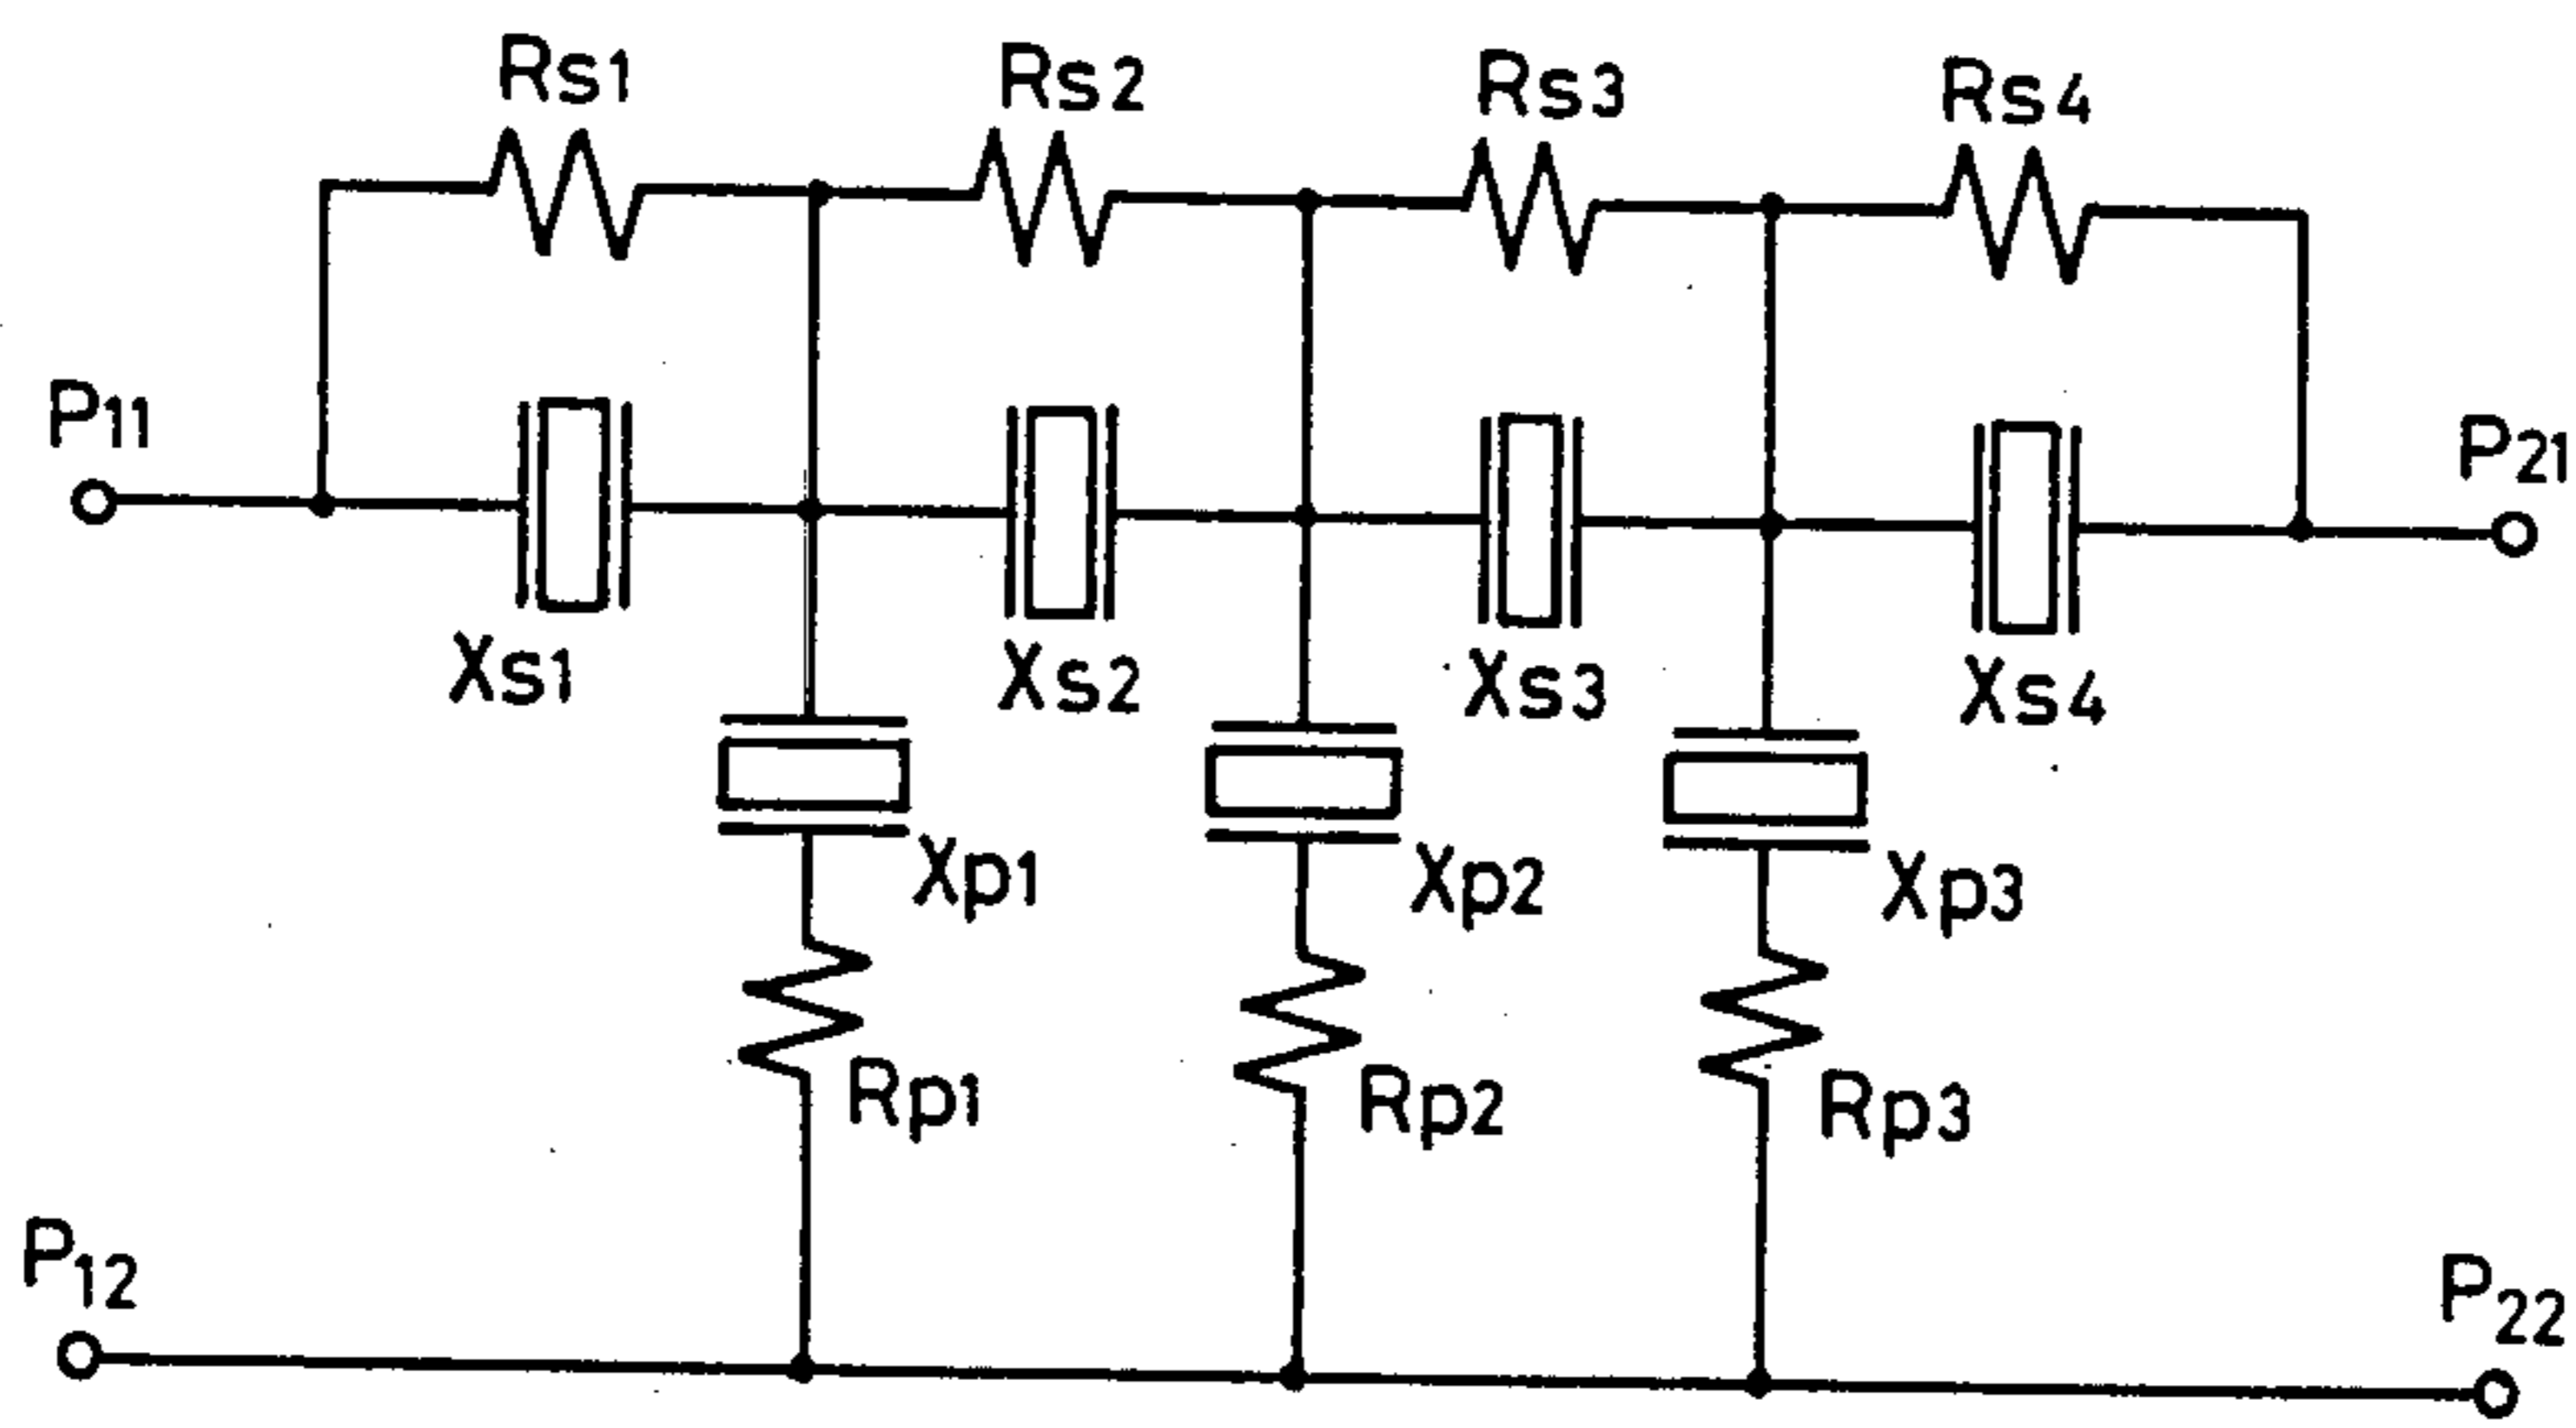 Rs1 Rs2 Rs3 Rs4
P11 P21
Xs1 Xs2 Xs3 Xs4
Xp1 Xp2 Xp3
Rp1 Rp2 Rp3
P12 P22